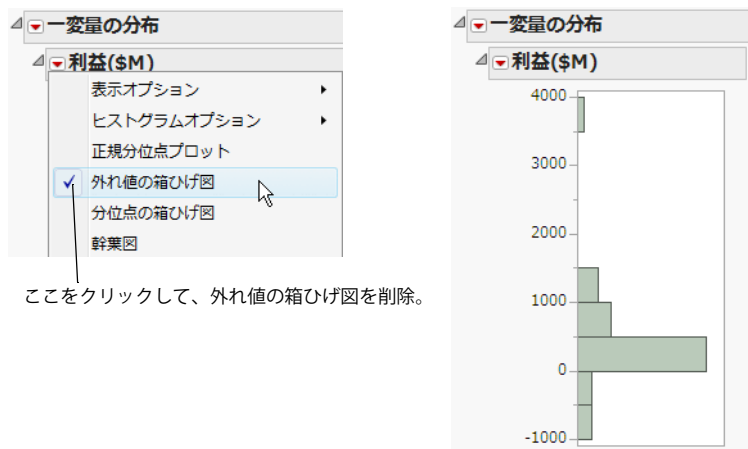 一変量の分布
利益($M)
表示オプション
ヒストグラムオプション
正規分位点プロット
外れ値の箱ひげ図
分位点の箱ひげ図
幹葉図
ここをクリックして、外れ値の箱ひげ図を削除。
一変量の分布
利益($M)
4000
3000
2000
1000
0
-1000